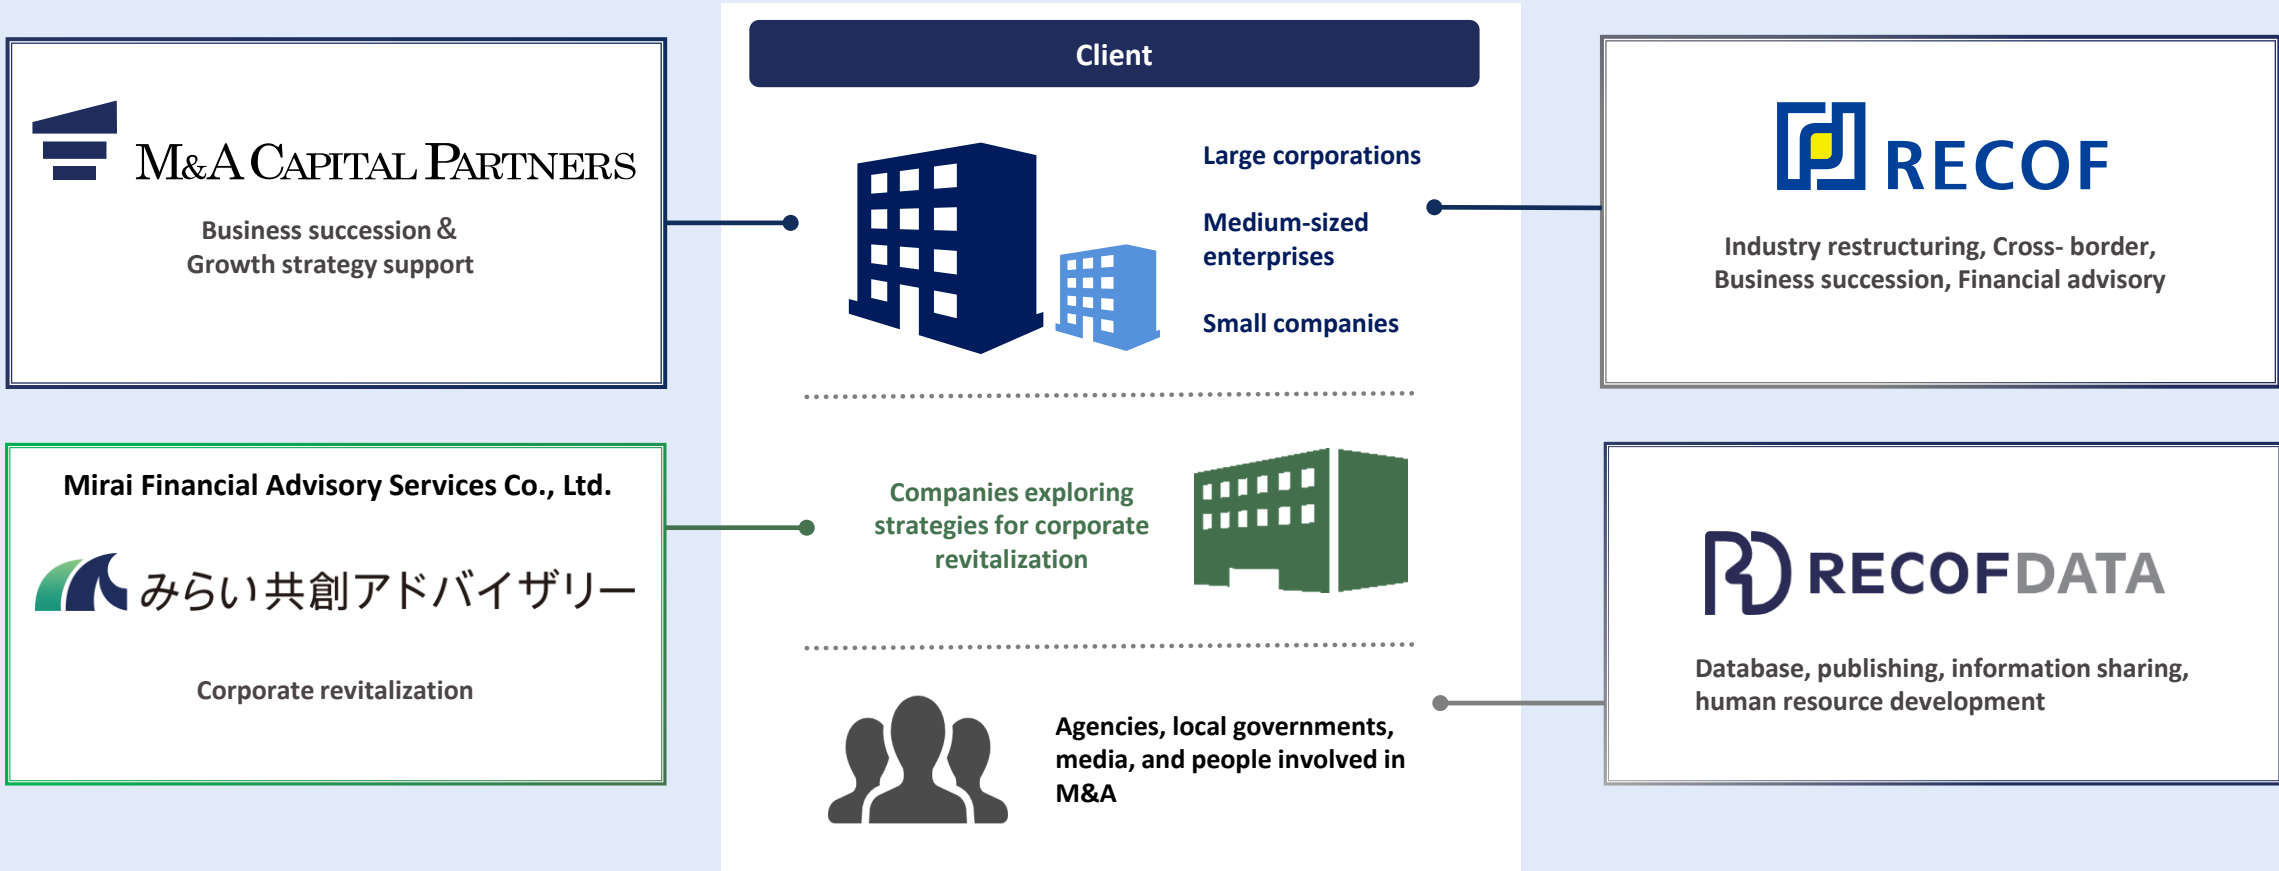 Client
M&A CAPITAL PARTNERS
Business succession &
Growth strategy support
Large corporations
Medium-sized
enterprises
Small companies
RECOF
Industry restructuring, Cross- border,
Business succession, Financial advisory
Mirai Financial Advisory Services Co., Ltd.
みらい共創アドバイザリー
Corporate revitalization
Companies exploring
strategies for corporate
revitalization
RECOFDATA
Database, publishing, information sharing,
human resource development
Agencies, local governments,
media, and people involved in
M&A